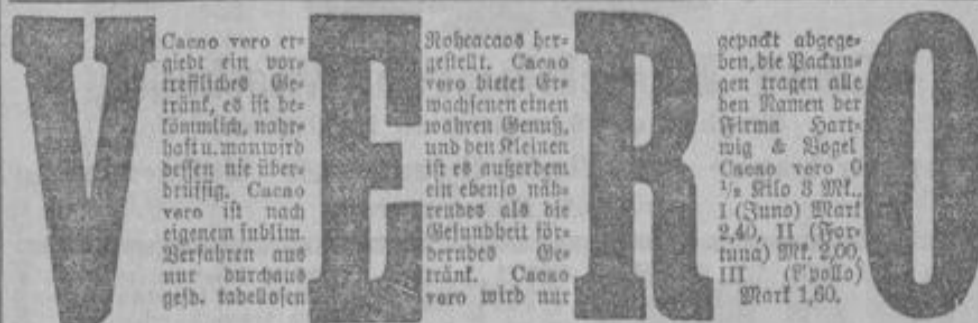 VERO
Cacao vero er-
giebt ein vor-
treffliches Ge-
tränk, es ist be-
kömmlich, nahr-
haft u. man wird
dessen nie über-
drüssig. Cacao
vero ist nach
eigenem sublim.
Verfahren aus
nur durchaus
gesd. tadellosen
Rohcacaos her-
gestellt. Cacao
vero bietet Er-
wachsenen einen
wahren Genuß,
und den Kleinen
ist es außerdem
ein ebenso näh-
rendes als die
Gesundheit för-
derndes Ge-
tränk. Cacao
vero wird nur
gepackt abgege-
ben, die Packun-
gen tragen alle
den Namen der
Firma Hart-
wig & Vogel
Cacao vero 0
½ Kilo 3 Mk.,
I (Juno) Mark
2,40, II (For-
tuna) Mk. 2,00,
III (Apollo)
Mark 1,60.